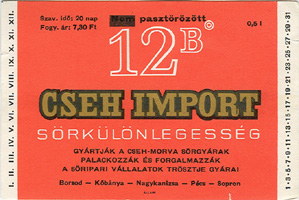 Szav. idő: 20 nap Nem pasztörözött
Fogy. ár: 7,30 Ft 0,5 l
12B°
CSEH IMPORT
SÖRKÜLÖNLEGESSÉG
GYÁRTJÁK A CSEH-MORVA SÖRGYÁRAK
PALACKOZZÁK ÉS FORGALMAZZÁK
A SÖRIPARI VÁLLALATOK TRÖSZTJE GYÁRAI
Borsod – Kőbánya – Nagykanizsa – Pécs – Sopron
I. II. III. IV. V. VI. VII. VIII. IX. X. XI. XII.
1 3 5 7 9 11 13 15 17 19 21 23 25 27 29 31